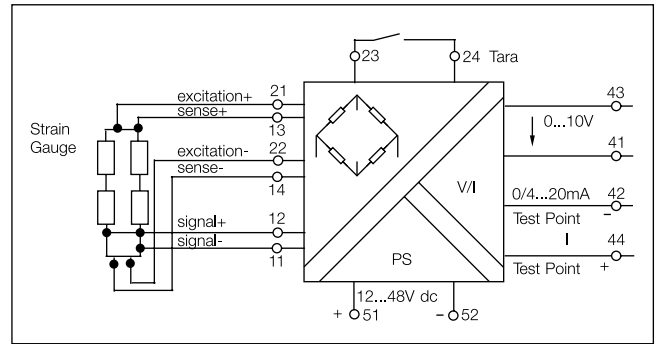 23
24 Tara
Strain
Gauge
excitation+ 21
sense+
13
excitation- 22
sense-
14
signal+ 12
signal-
11
43
0...10V
41
V/I
0/4...20mA 42
Test Point -
I 44
Test Point +
PS
12...48V dc
+ 51
- 52